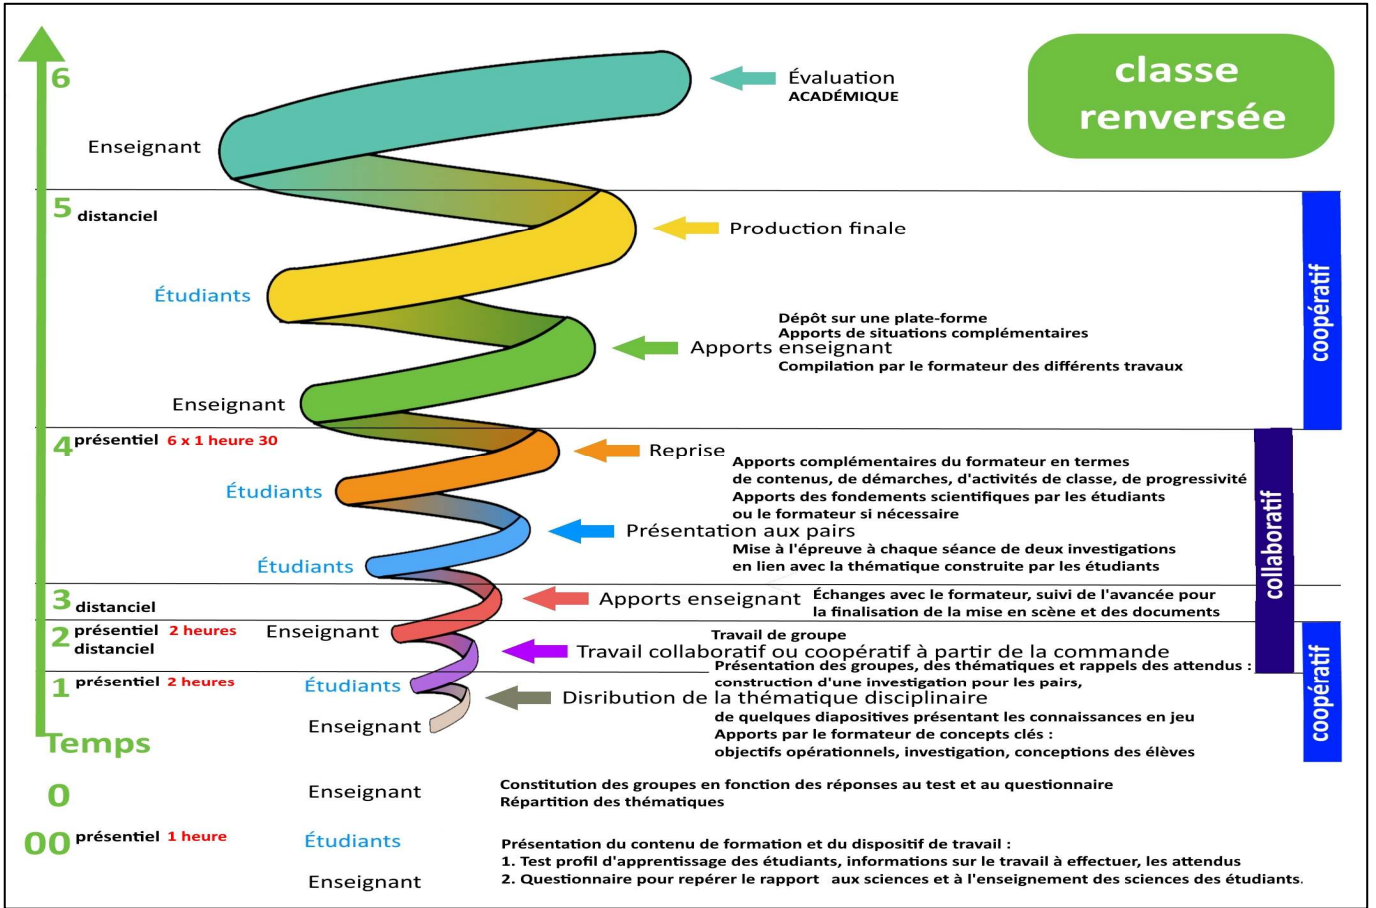 classe
renversée
6
Évaluation
ACADÉMIQUE
Enseignant
5 distanciel
Production finale
coopératif
Étudiants
Dépôt sur une plate-forme
Apports de situations complémentaires
Apports enseignant
Compilation par le formateur des différents travaux
Enseignant
4 présentiel 6 x 1 heure 30
Reprise
Apports complémentaires du formateur en termes
de contenus, de démarches, d'activités de classe, de progressivité
Étudiants
Apports des fondements scientifiques par les étudiants
ou le formateur si nécessaire
collaboratif
Présentation aux pairs
Mise à l'épreuve à chaque séance de deux investigations
en lien avec la thématique construite par les étudiants
Étudiants
3 distanciel
Apports enseignant
Échanges avec le formateur, suivi de l'avancée pour
la finalisation de la mise en scène et des documents
Enseignant
2 présentiel 2 heures
distanciel
Travail de groupe
Travail collaboratif ou coopératif à partir de la commande
Présentation des groupes, des thématiques et rappels des attendus :
construction d'une investigation pour les pairs,
Étudiants
coopératif
1 présentiel 2 heures
Disribution de la thématique disciplinaire
de quelques diapositives présentant les connaissances en jeu
Apports par le formateur de concepts clés :
objectifs opérationnels, investigation, conceptions des élèves
Enseignant
Temps
0
Enseignant
Constitution des groupes en fonction des réponses au test et au questionnaire
Répartition des thématiques
00 présentiel 1 heure
Étudiants
Présentation du contenu de formation et du dispositif de travail :
1. Test profil d'apprentissage des étudiants, informations sur le travail à effectuer, les attendus
Enseignant
2. Questionnaire pour repérer le rapport aux sciences et à l'enseignement des sciences des étudiants.